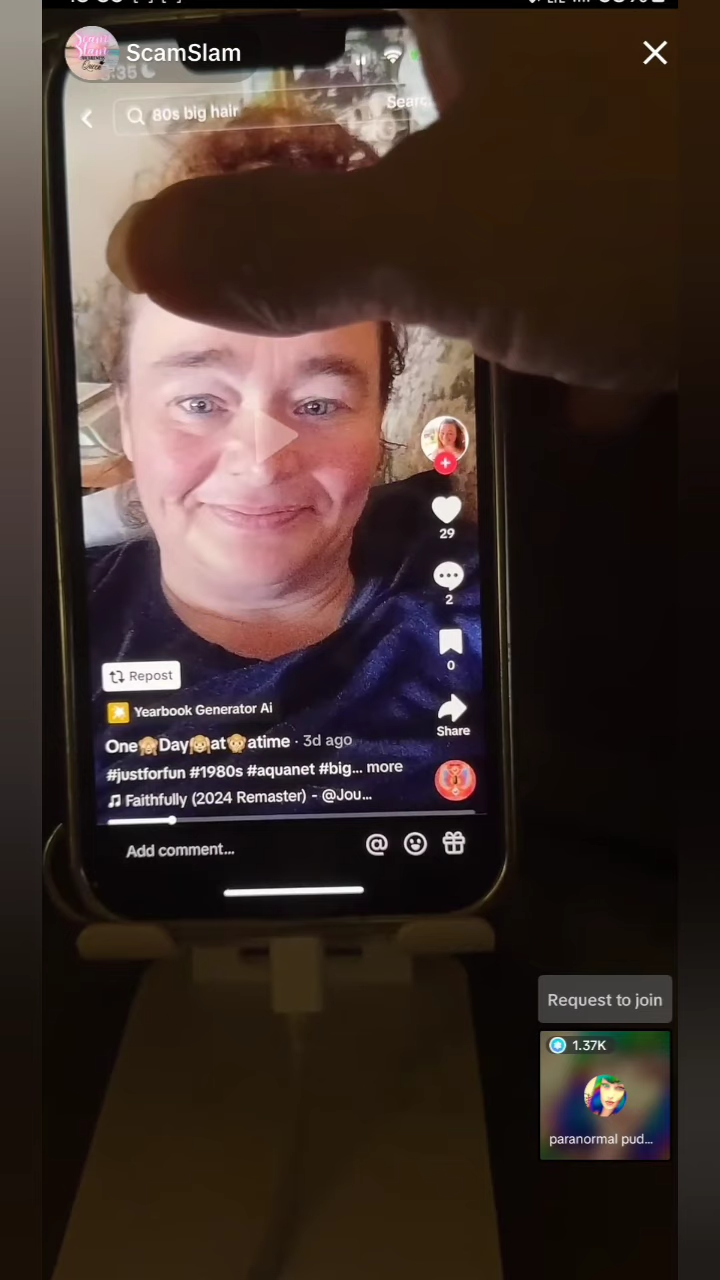 ScamSlam
80s big hair
Searc
Repost
Yearbook Generator Ai
One🙈Day🙉at🙊atime · 3d ago
#justforfun #1980s #aquanet #big... more
Faithfully (2024 Remaster) - @Jou...
Add comment...
29
2
0
Share
Request to join
1.37K
paranormal pud...